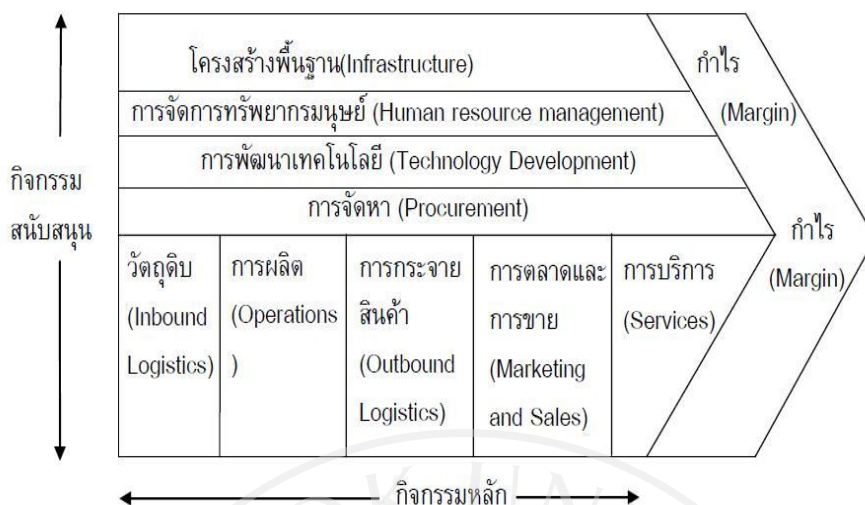 โครงสร้างพื้นฐาน(Infrastructure)
การจัดการทรัพยากรมนุษย์ (Human resource management)
การพัฒนาเทคโนโลยี (Technology Development)
การจัดหา (Procurement)
กำไร
(Margin)
กิจกรรม
สนับสนุน
วัตถุดิบ
(Inbound
Logistics)
การผลิต
(Operations
)
การกระจาย
สินค้า
(Outbound
Logistics)
การตลาดและ
การขาย
(Marketing
and Sales)
การบริการ
(Services)
กำไร
(Margin)
กิจกรรมหลัก